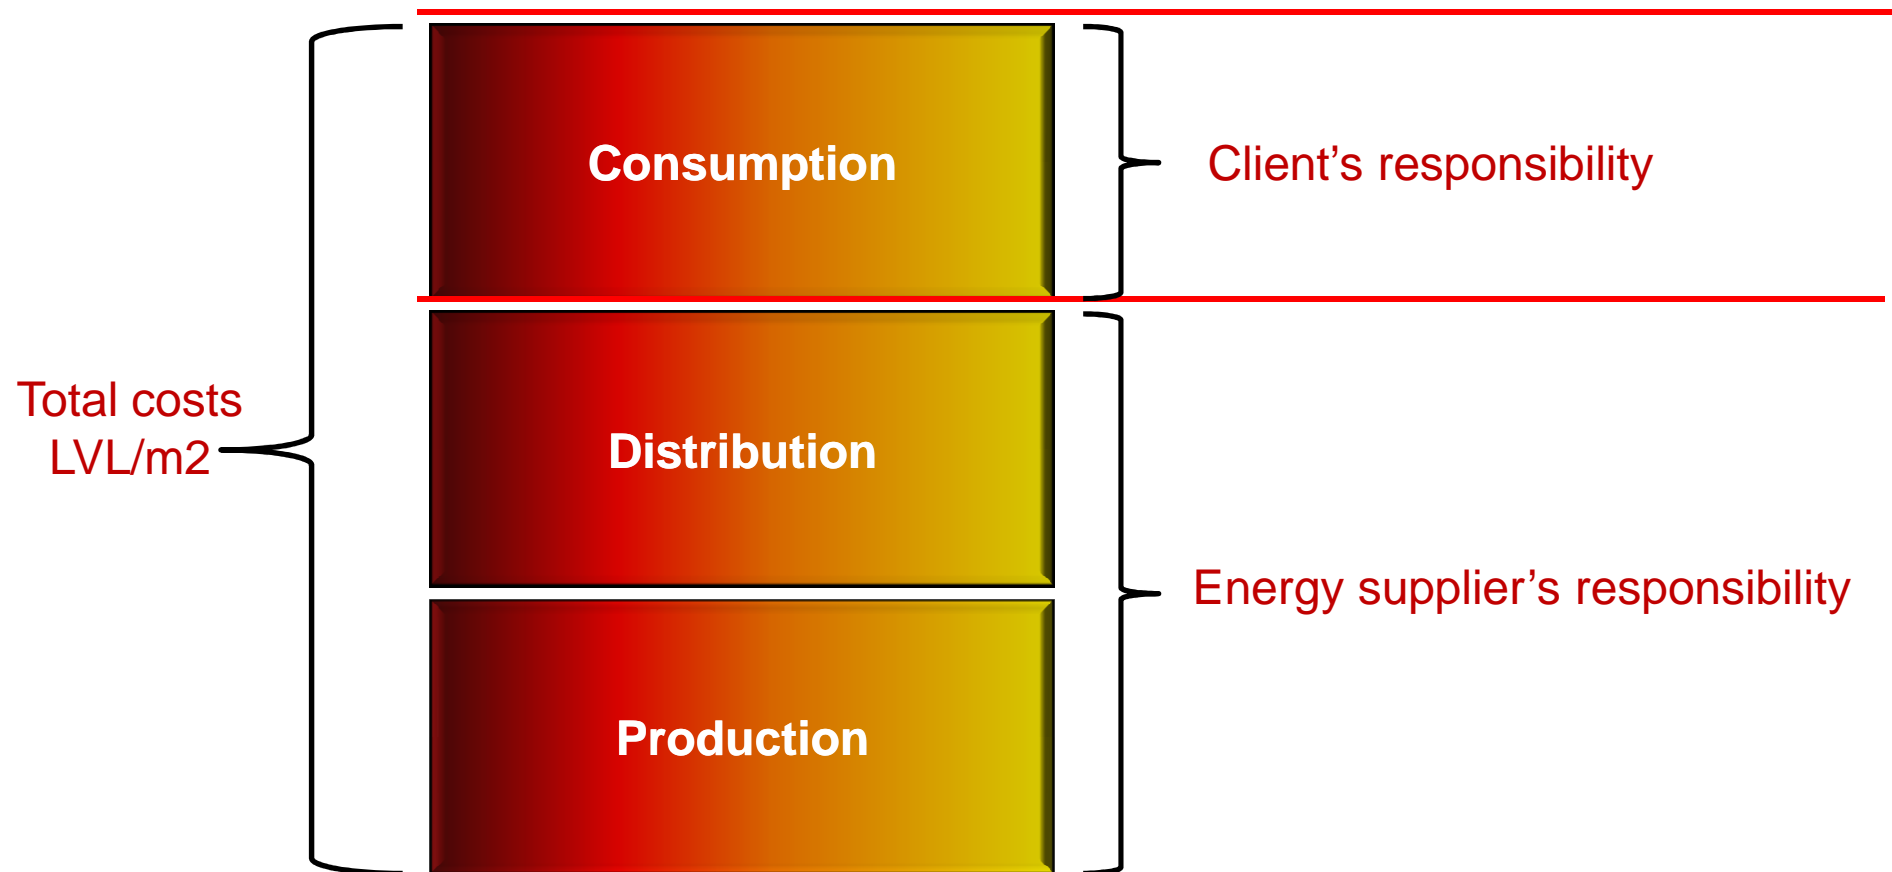 Consumption
Client’s responsibility
Total costs
LVL/m2
Distribution
Energy supplier’s responsibility
Production